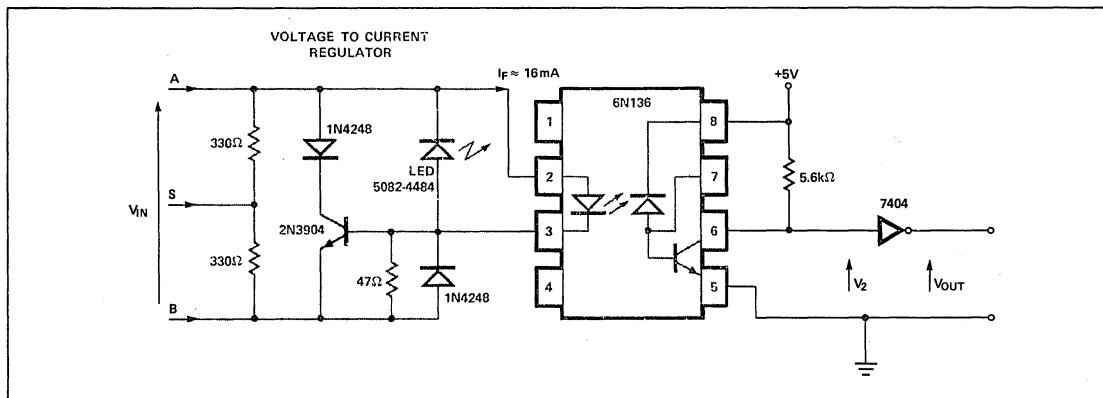 VOLTAGE TO CURRENT
REGULATOR
A
IF ≈ 16mA
+5V
6N136
1N4248
330Ω
LED
5082-4484
1
2
3
4
8
7
6
5
5.6kΩ
7404
S
VIN
2N3904
330Ω
47Ω
1N4248
B
V2
VOUT